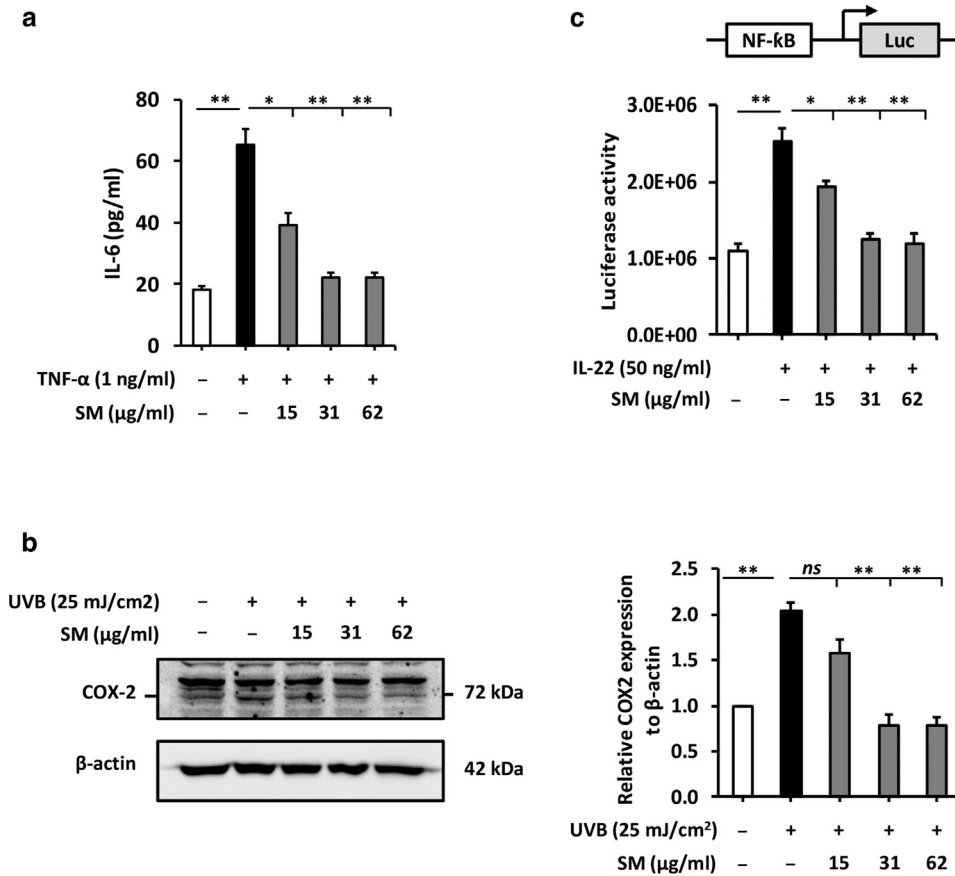 a
** * ** **
80
60
40
20
0
IL-6 (pg/ml)
TNF-α (1 ng/ml) – + + + +
SM (µg/ml) – – 15 31 62
c
NF-ƙB Luc
** * ** **
3.0E+06
2.0E+06
1.0E+06
0.0E+00
Luciferase activity
IL-22 (50 ng/ml) + + + +
SM (µg/ml) – – 15 31 62
b
UVB (25 mJ/cm2) – + + + +
SM (µg/ml) – – 15 31 62
COX-2 72 kDa
β-actin 42 kDa
** ns ** **
2.5
2.0
1.5
1.0
0.5
0.0
Relative COX2 expression
to β-actin
UVB (25 mJ/cm²) – + + + +
SM (µg/ml) – – 15 31 62